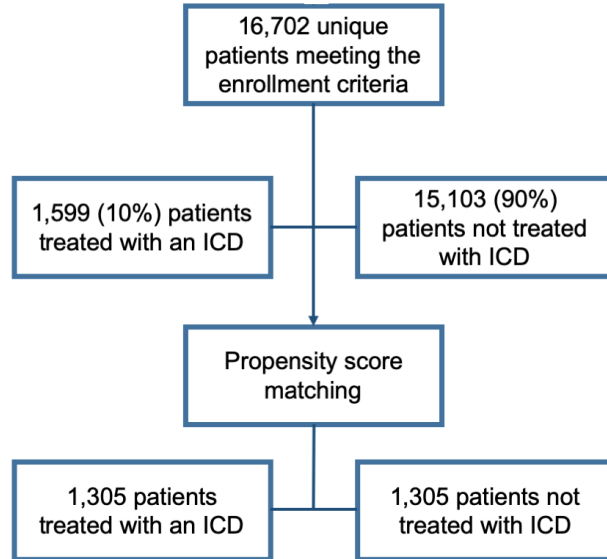 16,702 unique
patients meeting the
enrollment criteria
1,599 (10%) patients
treated with an ICD
15,103 (90%)
patients not treated
with ICD
Propensity score
matching
1,305 patients
treated with an ICD
1,305 patients not
treated with ICD